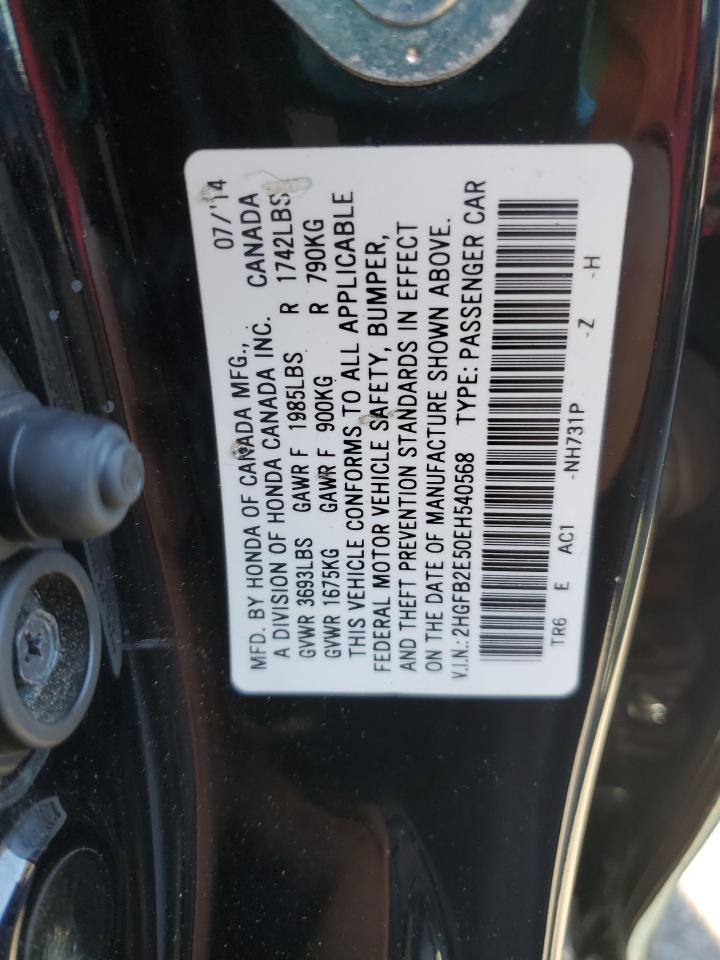 07/'14
MFD. BY HONDA OF CANADA MFG.,
A DIVISION OF HONDA CANADA INC. CANADA
GVWR 3693LBS GAWR F 1985LBS R 1742LBS
GVWR 1675KG GAWR F 900KG R 790KG
THIS VEHICLE CONFORMS TO ALL APPLICABLE
FEDERAL MOTOR VEHICLE SAFETY, BUMPER,
AND THEFT PREVENTION STANDARDS IN EFFECT
ON THE DATE OF MANUFACTURE SHOWN ABOVE.
V.I.N.: 2HGFB2E50EH540568 TYPE: PASSENGER CAR
TR6 E AC1 -NH731P -Z -H